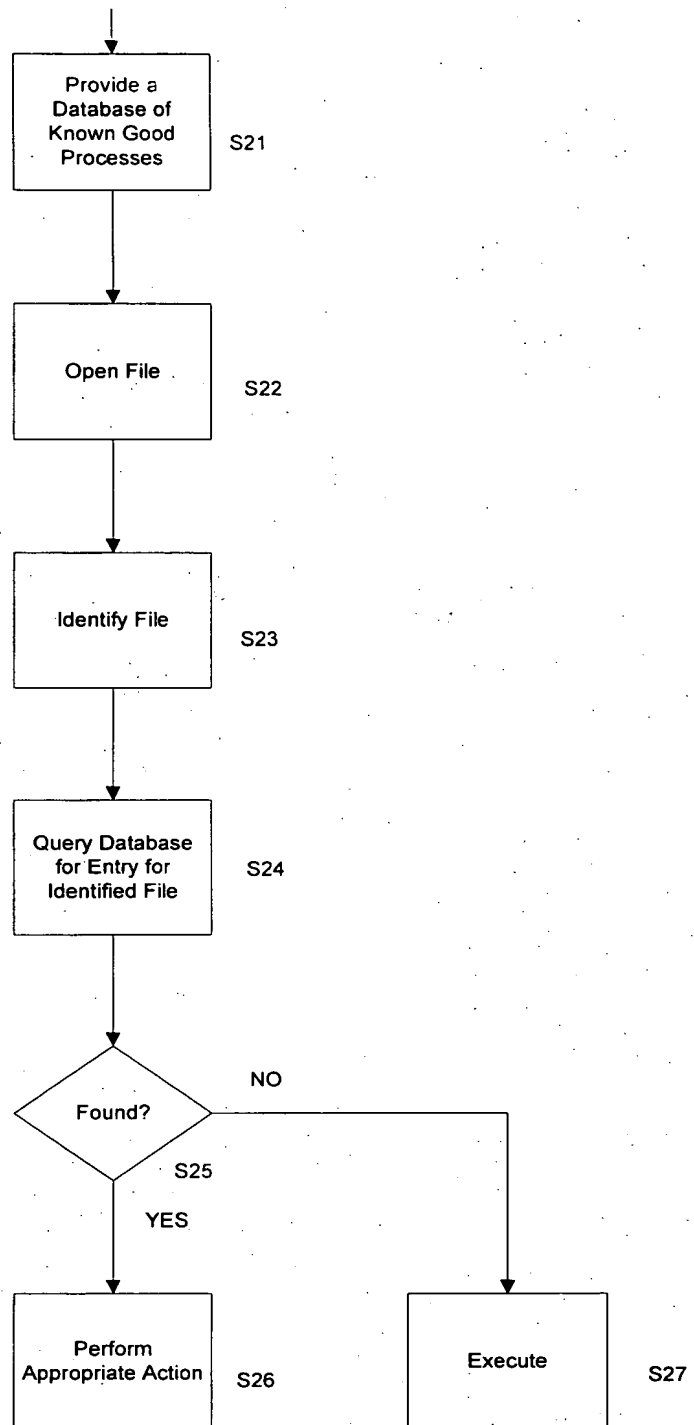 Provide a
Database of
Known Good
Processes
S21
Open File
S22
Identify File
S23
Query Database
for Entry for
Identified File
S24
Found?
NO
S25
YES
Perform
Appropriate Action
S26
Execute
S27